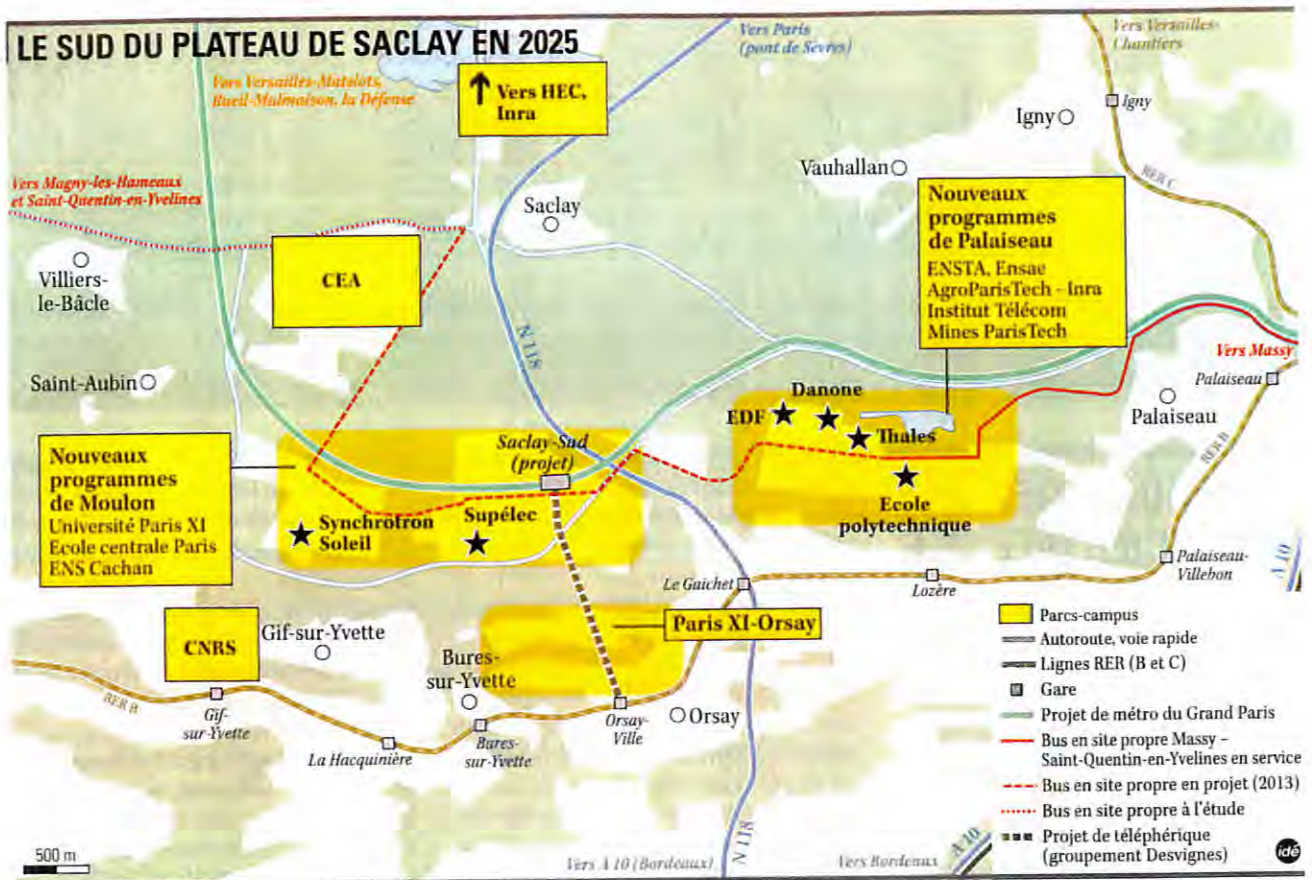 LE SUD DU PLATEAU DE SACLAY EN 2025
Vers Versailles-Matelots,
Rueil-Malmaison, la Défense
↑ Vers HEC,
Inra
Vers Paris
(pont de Sèvres)
Vers Versailles-
Chantiers
Igny
Igny
RER C
Vauhallan
Vers Magny-les-Hameaux
et Saint-Quentin-en-Yvelines
Saclay
Villiers-
le-Bâcle
CEA
N 118
Nouveaux
programmes
de Palaiseau
ENSTA, Ensae
AgroParisTech - Inra
Institut Télécom
Mines ParisTech
Vers Massy
Palaiseau
Palaiseau
Saint-Aubin
EDF
Danone
Thales
Ecole
polytechnique
RER B
Nouveaux
programmes
de Moulon
Université Paris XI
Ecole centrale Paris
ENS Cachan
Saclay-Sud
(projet)
Synchrotron
Soleil
Supélec
Palaiseau-
Villebon
A 10
Le Guichet
Lozère
CNRS
Gif-sur-Yvette
Bures-
sur-Yvette
Paris XI-Orsay
RER B
Gif-
sur-Yvette
La Hacquinière
Bures-
sur-Yvette
Orsay-
Ville
Orsay
N 118
Vers A 10 (Bordeaux)
Vers Bordeaux
A 10
500 m
Parcs-campus
Autoroute, voie rapide
Lignes RER (B et C)
Gare
Projet de métro du Grand Paris
Bus en site propre Massy –
Saint-Quentin-en-Yvelines en service
Bus en site propre en projet (2013)
Bus en site propre à l'étude
Projet de téléphérique
(groupement Desvignes)
idé